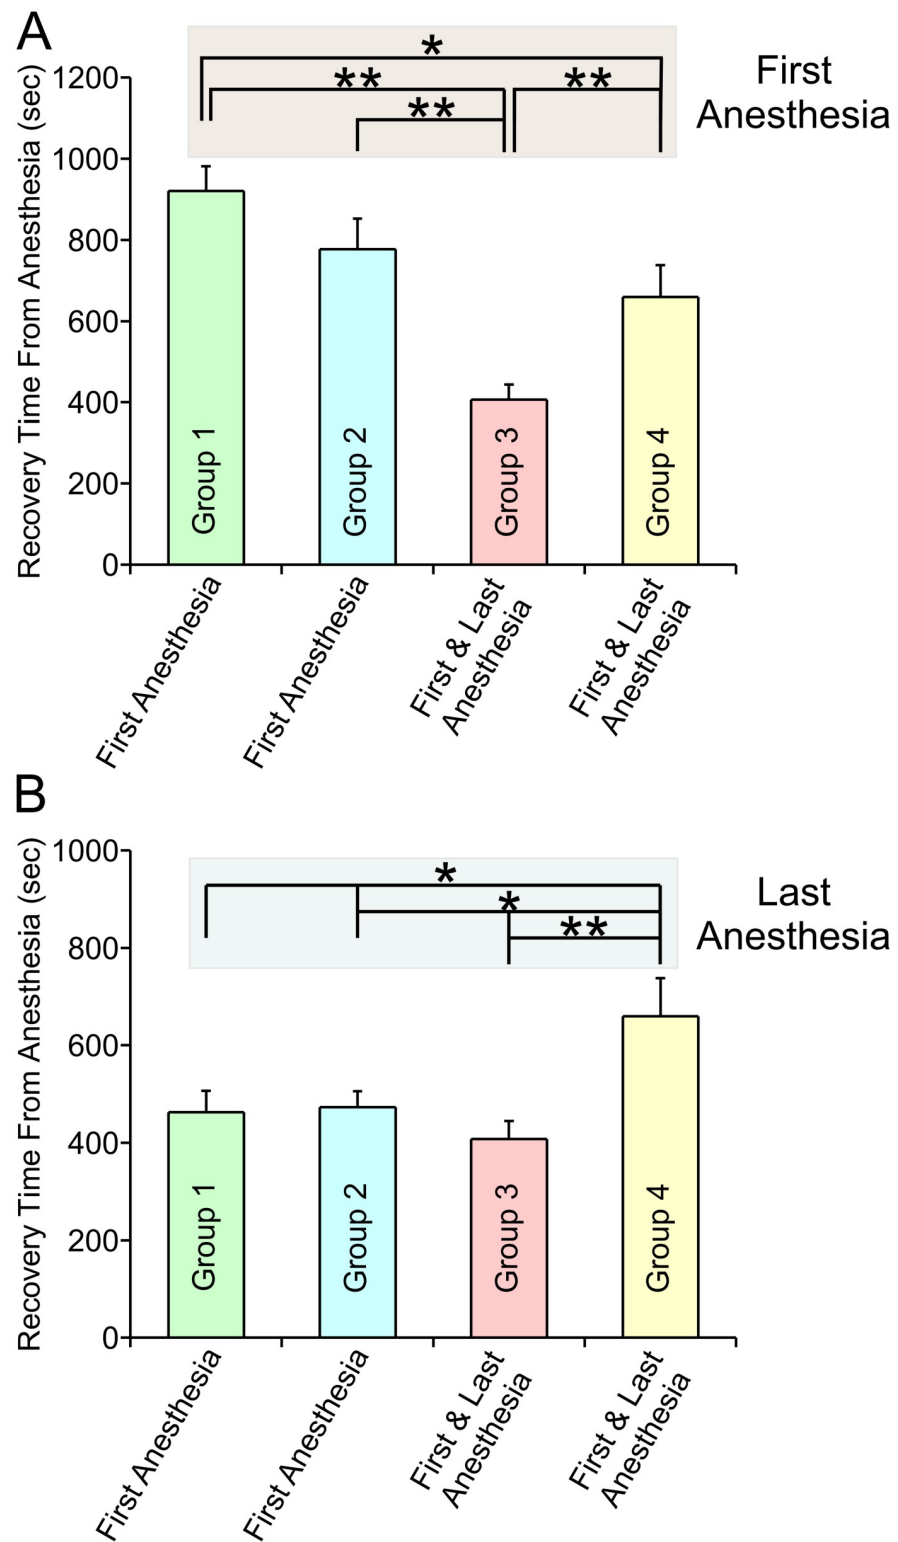 A
Recovery Time From Anesthesia (sec)
First
Anesthesia
*
**
**
**
1200
1000
800
600
400
200
0
Group 1
Group 2
Group 3
Group 4
First Anesthesia
First Anesthesia
First & Last
Anesthesia
First & Last
Anesthesia
B
Recovery Time From Anesthesia (sec)
Last
Anesthesia
*
*
**
1000
800
600
400
200
0
Group 1
Group 2
Group 3
Group 4
First Anesthesia
First Anesthesia
First & Last
Anesthesia
First & Last
Anesthesia